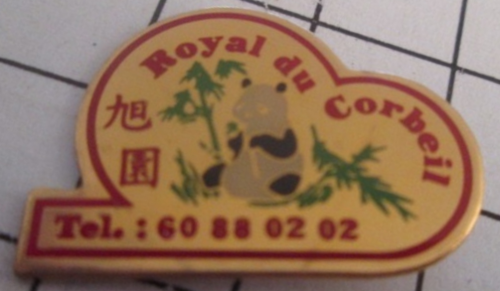 Royal du Corbeil
旭
園
Tel. : 60 88 02 02